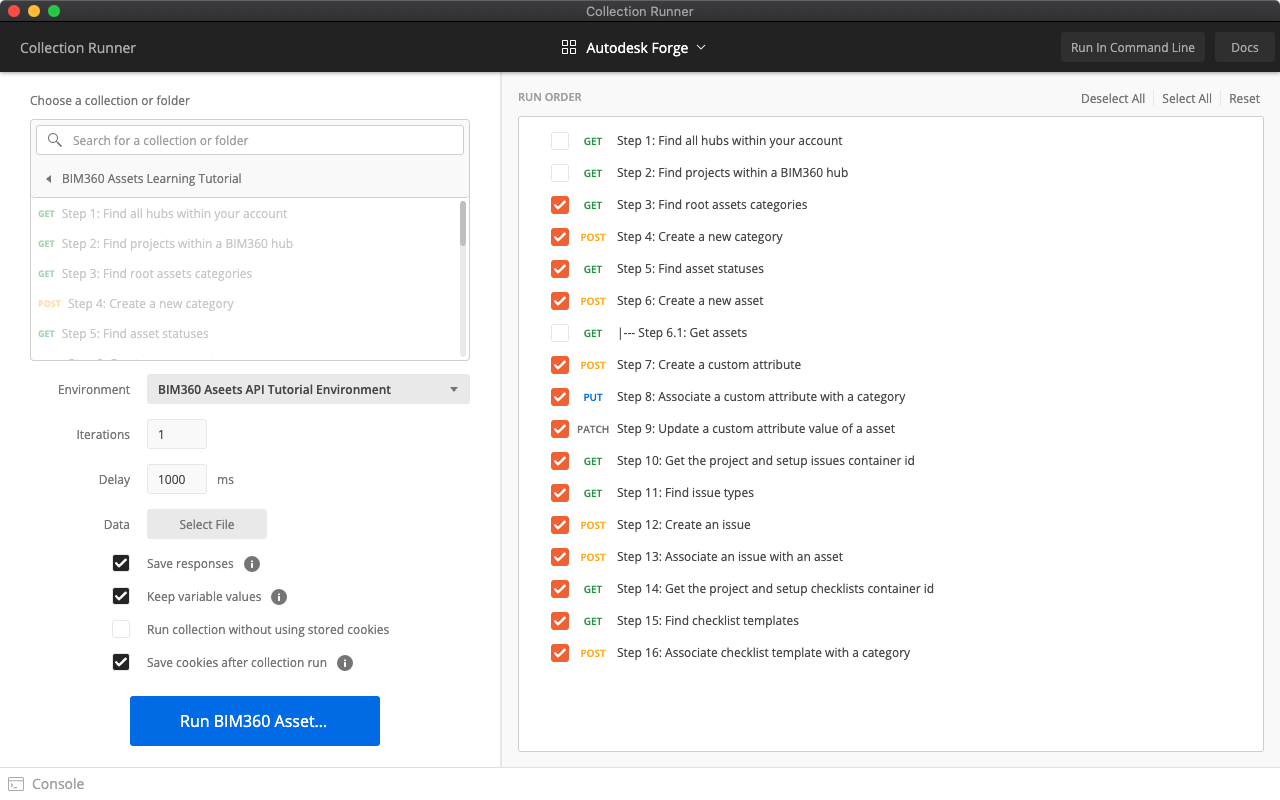 Collection Runner
Collection Runner
Autodesk Forge
Run In Command Line
Docs
Choose a collection or folder
Search for a collection or folder
BIM360 Assets Learning Tutorial
GET Step 1: Find all hubs within your account
GET Step 2: Find projects within a BIM360 hub
GET Step 3: Find root assets categories
POST Step 4: Create a new category
GET Step 5: Find asset statuses
Environment BIM360 Aseets API Tutorial Environment
Iterations 1
Delay 1000 ms
Data Select File
Save responses
Keep variable values
Run collection without using stored cookies
Save cookies after collection run
Run BIM360 Asset...
RUN ORDER
Deselect All Select All Reset
GET Step 1: Find all hubs within your account
GET Step 2: Find projects within a BIM360 hub
GET Step 3: Find root assets categories
POST Step 4: Create a new category
GET Step 5: Find asset statuses
POST Step 6: Create a new asset
GET |--- Step 6.1: Get assets
POST Step 7: Create a custom attribute
PUT Step 8: Associate a custom attribute with a category
PATCH Step 9: Update a custom attribute value of a asset
GET Step 10: Get the project and setup issues container id
GET Step 11: Find issue types
POST Step 12: Create an issue
POST Step 13: Associate an issue with an asset
GET Step 14: Get the project and setup checklists container id
GET Step 15: Find checklist templates
POST Step 16: Associate checklist template with a category
Console